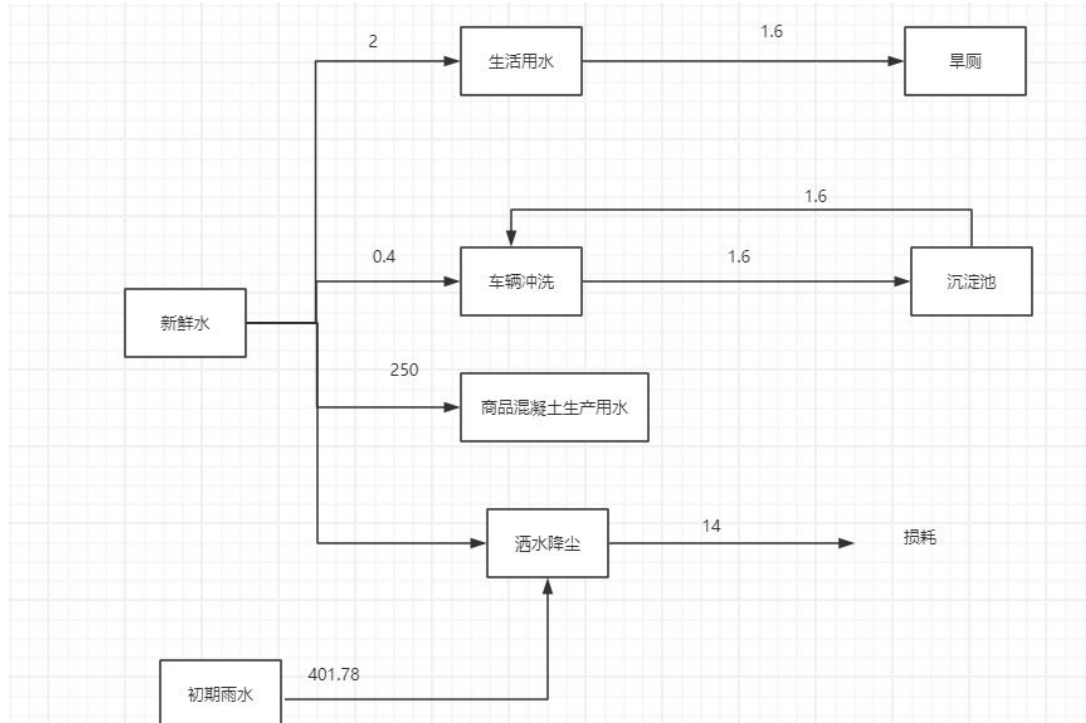 2
生活用水
1.6
旱厕
1.6
0.4
车辆冲洗
1.6
沉淀池
新鲜水
250
商品混凝土生产用水
洒水降尘
14
损耗
401.78
初期雨水